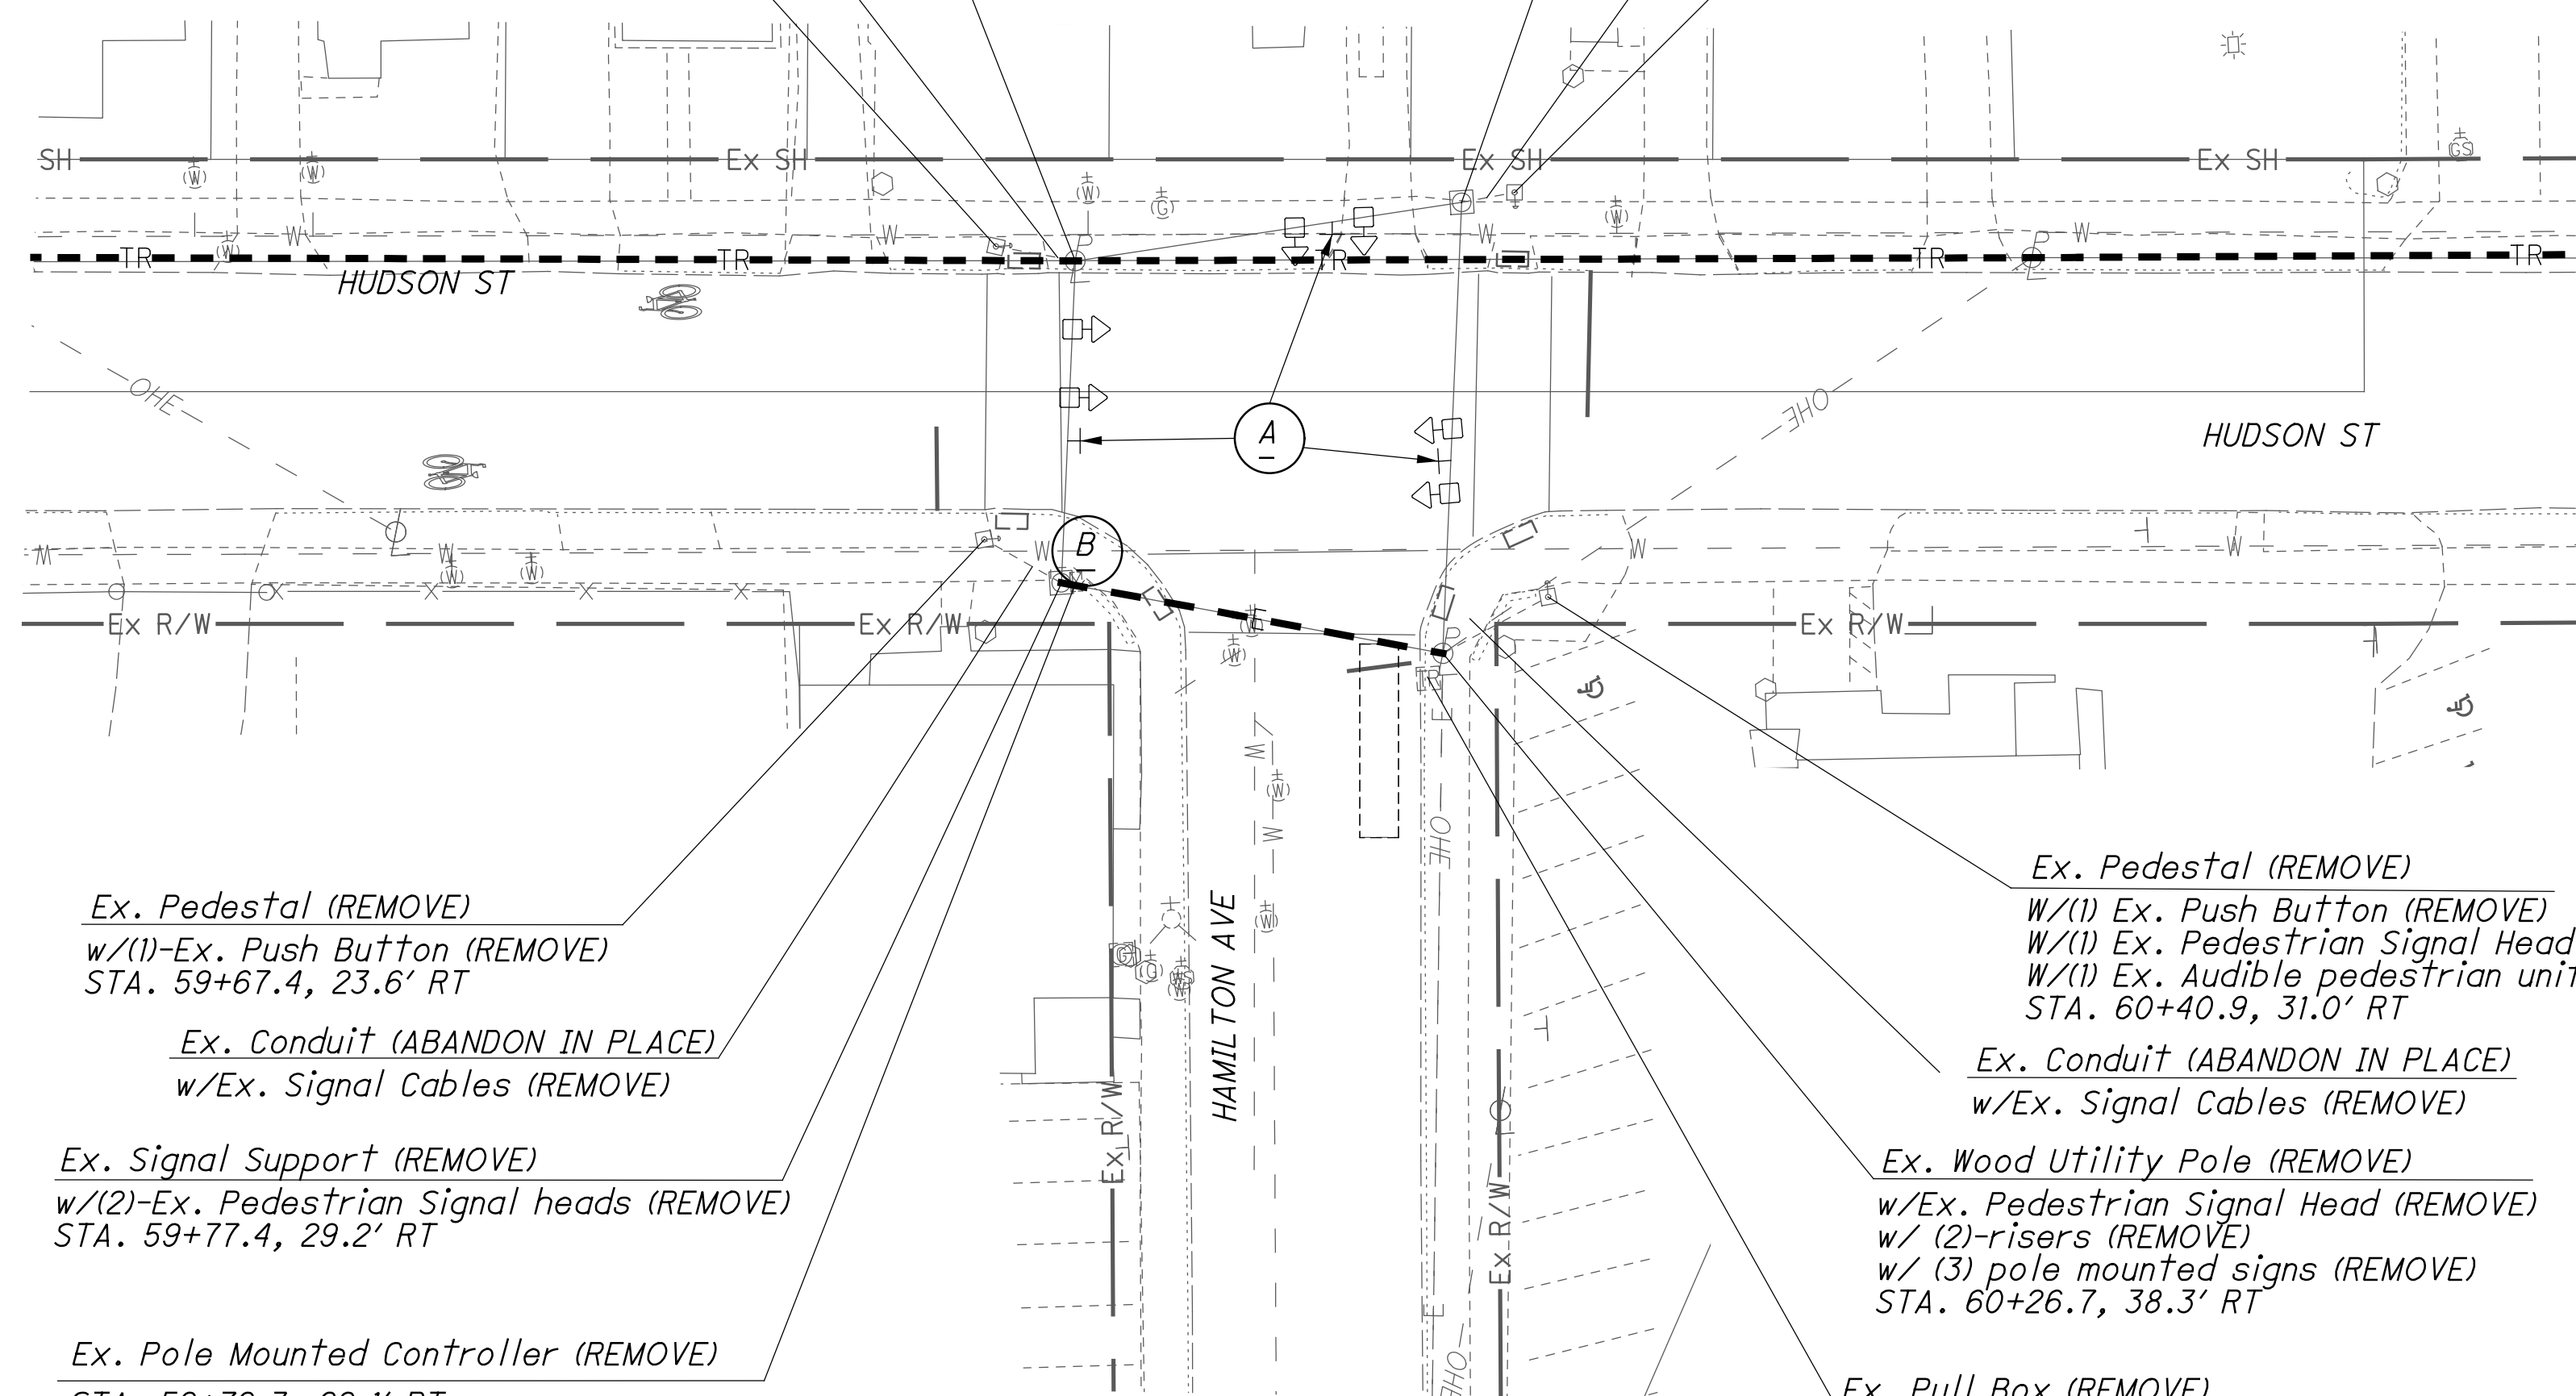 SH
Ex SH
Ex SH
Ex SH
GS
W
W
W
G
W
W
W
W
W
W
P
P
TR
TR
TR
TR
TR
HUDSON ST
OHE
OHE
A
HUDSON ST
B
W
W
W
W
W
W
W
Ex R/W
Ex R/W
Ex R/W
E
W
P
TR
W
W
W
W
W
OHE
HAMILTON AVE
G
G
Ex R/W
Ex R/W
OHE
Ex. Pedestal (REMOVE)
w/(1)-Ex. Push Button (REMOVE)
STA. 59+67.4, 23.6' RT
Ex. Conduit (ABANDON IN PLACE)
w/Ex. Signal Cables (REMOVE)
Ex. Signal Support (REMOVE)
w/(2)-Ex. Pedestrian Signal heads (REMOVE)
STA. 59+77.4, 29.2' RT
Ex. Pole Mounted Controller (REMOVE)
Ex. Pedestal (REMOVE)
W/(1) Ex. Push Button (REMOVE)
W/(1) Ex. Pedestrian Signal Head
W/(1) Ex. Audible pedestrian unit
STA. 60+40.9, 31.0' RT
Ex. Conduit (ABANDON IN PLACE)
w/Ex. Signal Cables (REMOVE)
Ex. Wood Utility Pole (REMOVE)
w/Ex. Pedestrian Signal Head (REMOVE)
w/ (2)-risers (REMOVE)
w/ (3) pole mounted signs (REMOVE)
STA. 60+26.7, 38.3' RT
Ex. Pull Box (REMOVE)